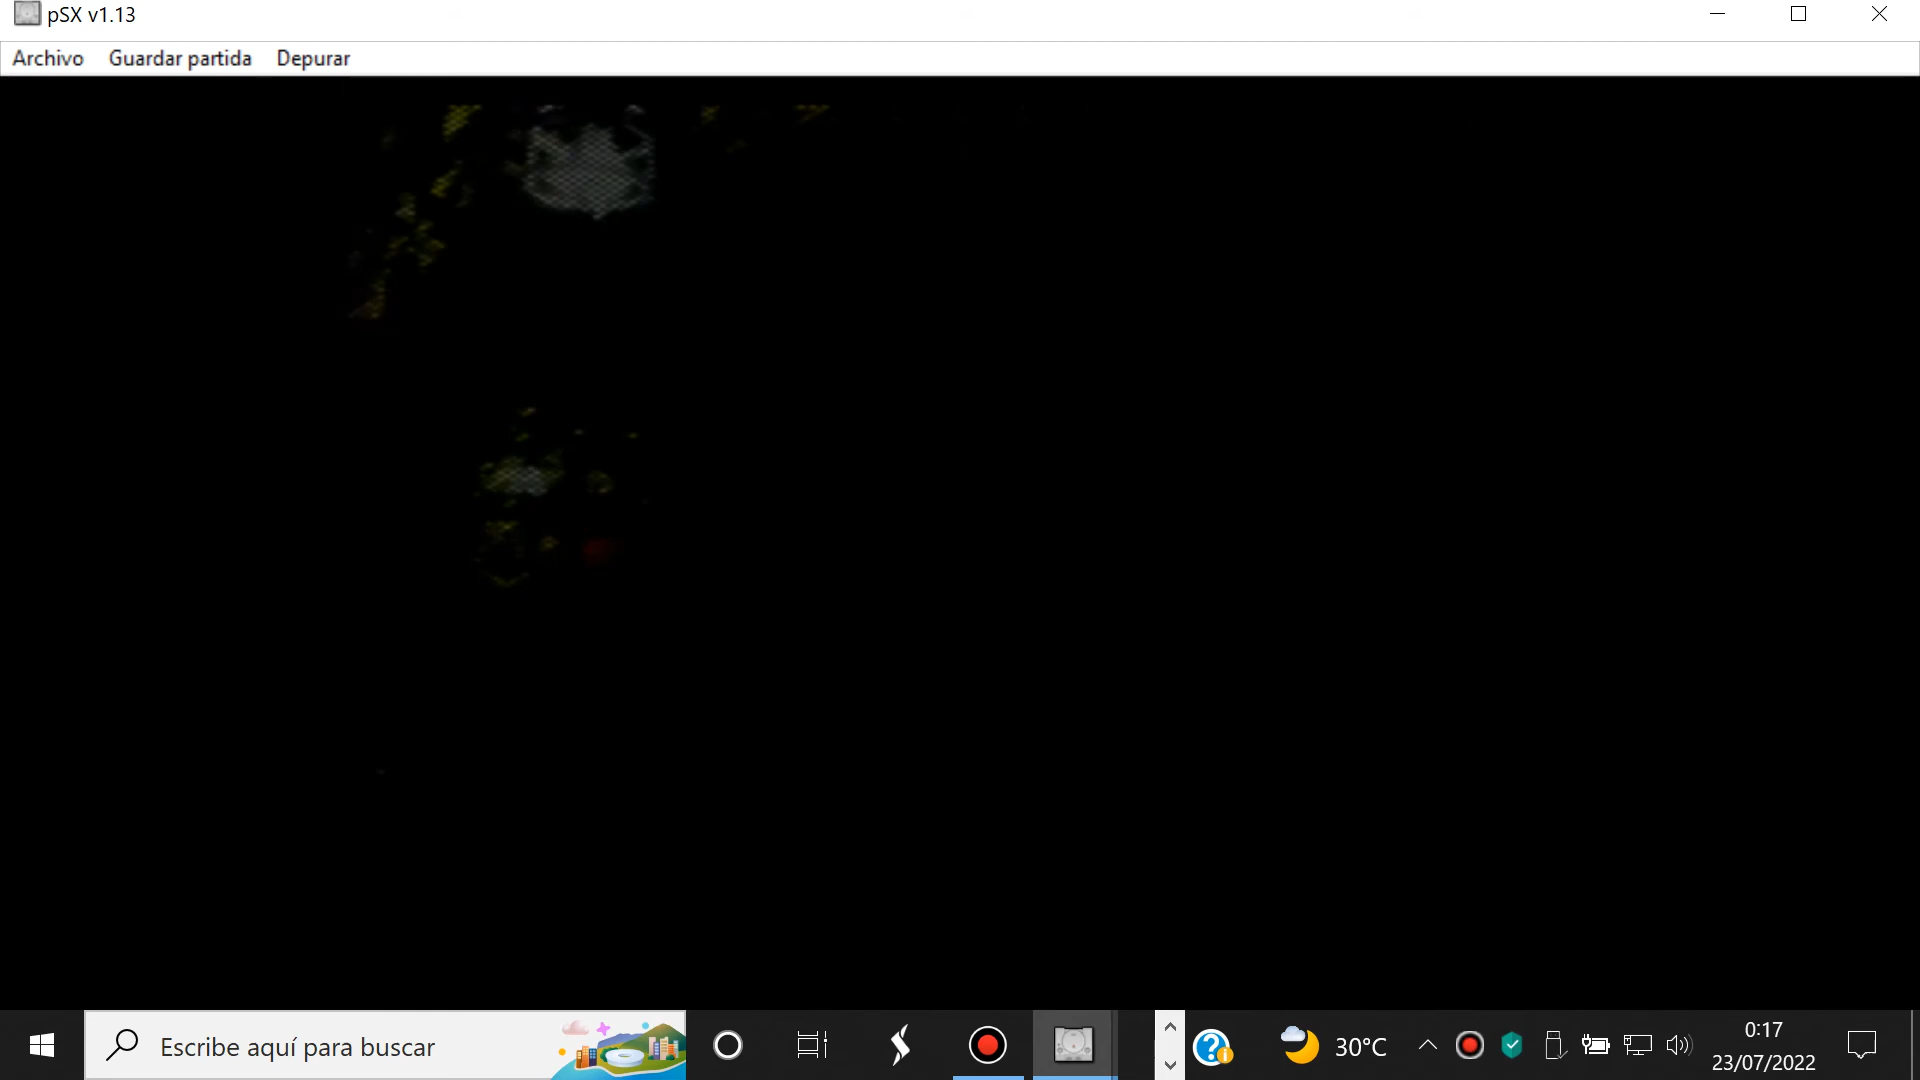 pSX v1.13
Archivo Guardar partida Depurar
Escribe aquí para buscar
30°C
0:17
23/07/2022